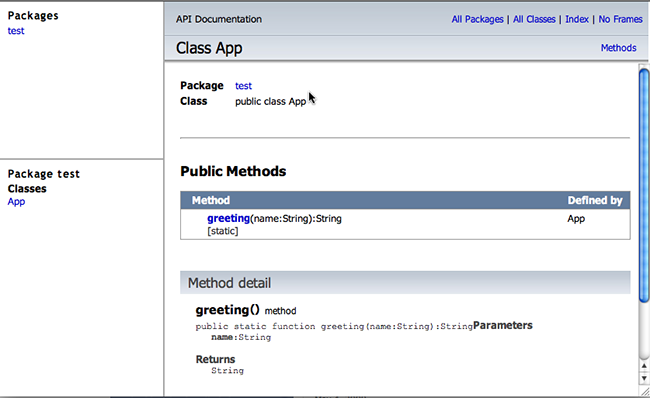 Packages
test
Package test
Classes
App
API Documentation
All Packages | All Classes | Index | No Frames
Class App
Methods
Package test
Class public class App
Public Methods
Method Defined by
greeting(name:String):String App
[static]
Method detail
greeting() method
public static function greeting(name:String):StringParameters
name:String
Returns
String